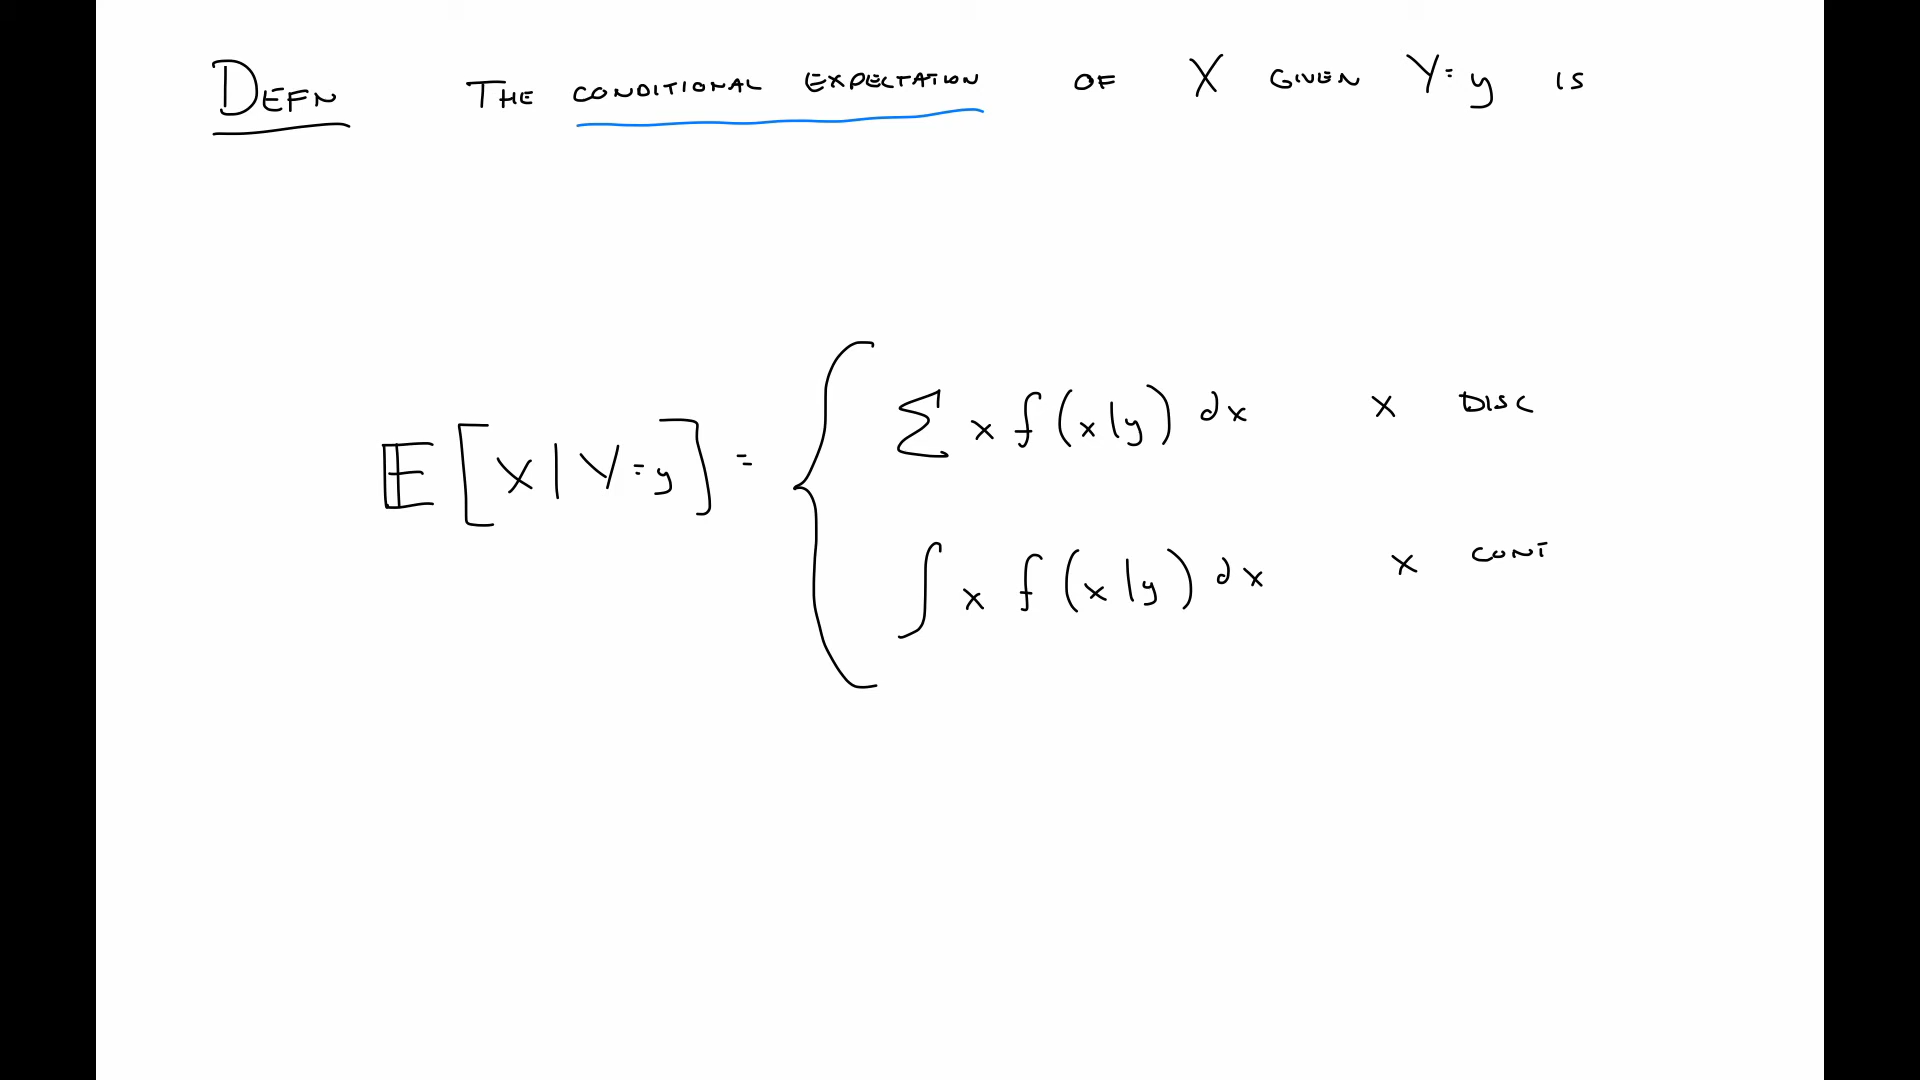 DEFN THE CONDITIONAL EXPECTATION OF X GIVEN Y=y IS
∑ x f(x|y) dx x DISC
𝔼[X|Y=y] =
∫ x f(x|y) dx x CONT